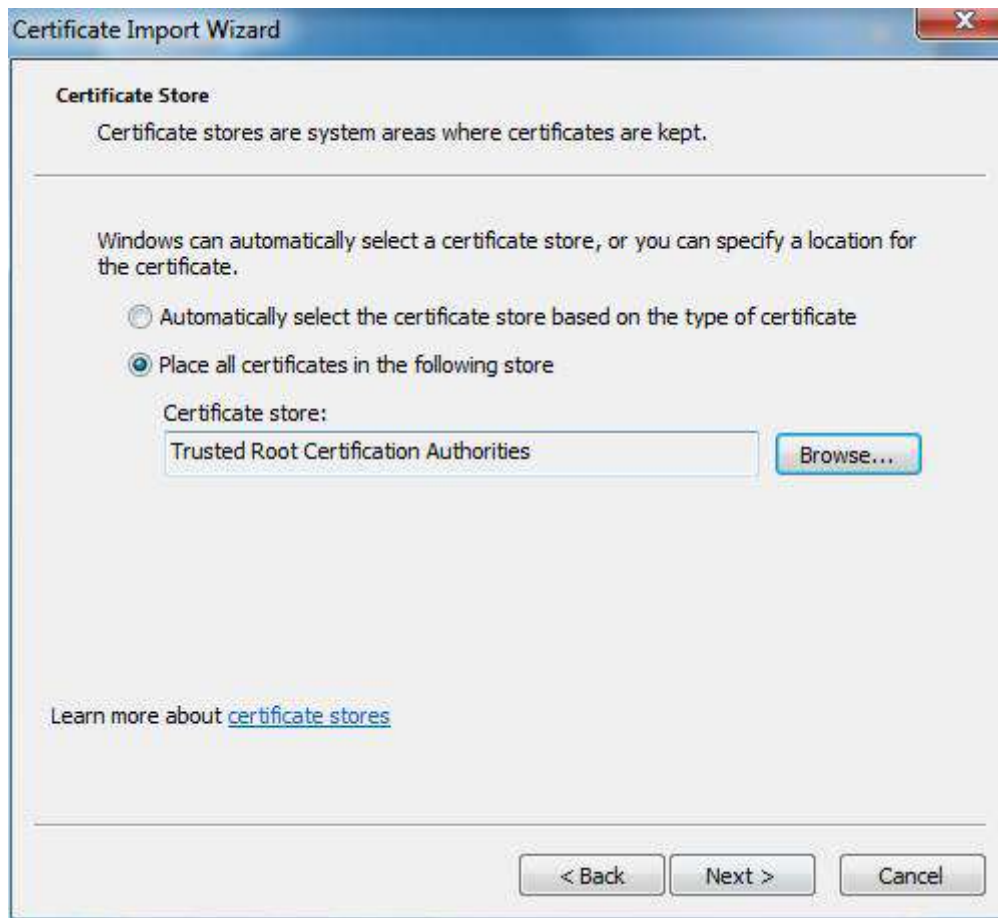 Certificate Import Wizard
Certificate Store
Certificate stores are system areas where certificates are kept.
Windows can automatically select a certificate store, or you can specify a location for
the certificate.
Automatically select the certificate store based on the type of certificate
Place all certificates in the following store
Certificate store:
Trusted Root Certification Authorities
Browse...
Learn more about certificate stores
< Back
Next >
Cancel